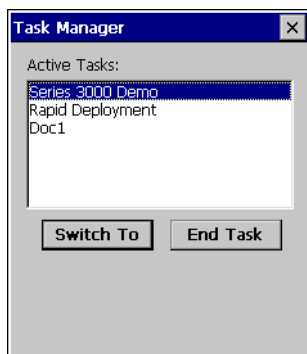 Task Manager
Active Tasks:
Series 3000 Demo
Rapid Deployment
Doc1
Switch To
End Task